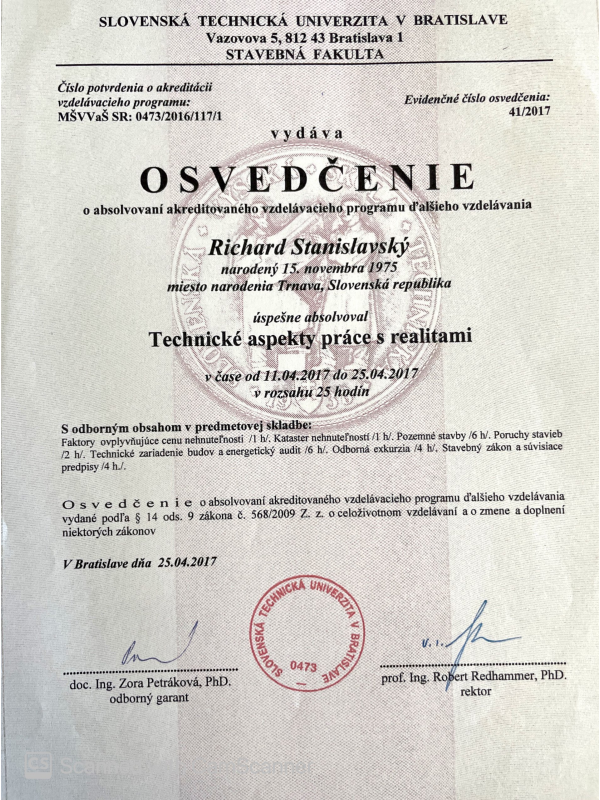 SLOVENSKÁ TECHNICKÁ UNIVERZITA V BRATISLAVE
Vazovova 5, 812 43 Bratislava 1
STAVEBNÁ FAKULTA
Číslo potvrdenia o akreditácii
vzdelávacieho programu:
MŠVVaŠ SR: 0473/2016/117/1
Evidenčné číslo osvedčenia:
41/2017
vydáva
OSVEDČENIE
o absolvovaní akreditovaného vzdelávacieho programu ďalšieho vzdelávania
Richard Stanislavský
narodený 15. novembra 1975
miesto narodenia Trnava, Slovenská republika
úspešne absolvoval
Technické aspekty práce s realitami
v čase od 11.04.2017 do 25.04.2017
v rozsahu 25 hodín
S odborným obsahom v predmetovej skladbe:
Faktory ovplyvňujúce cenu nehnuteľností /1 h/. Kataster nehnuteľností /1 h/. Pozemné stavby /6 h/. Poruchy stavieb
/2 h/. Technické zariadenie budov a energetický audit /6 h/. Odborná exkurzia /4 h/. Stavebný zákon a súvisiace
predpisy /4 h./.
Osvedčenie o absolvovaní akreditovaného vzdelávacieho programu ďalšieho vzdelávania
vydané podľa § 14 ods. 9 zákona č. 568/2009 Z. z. o celoživotnom vzdelávaní a o zmene a doplnení
niektorých zákonov
V Bratislave dňa 25.04.2017
SLOVENSKÁ TECHNICKÁ UNIVERZITA V BRATISLAVE
0473
v.z.
doc. Ing. Zora Petráková, PhD.
odborný garant
prof. Ing. Robert Redhammer, PhD.
rektor
CS